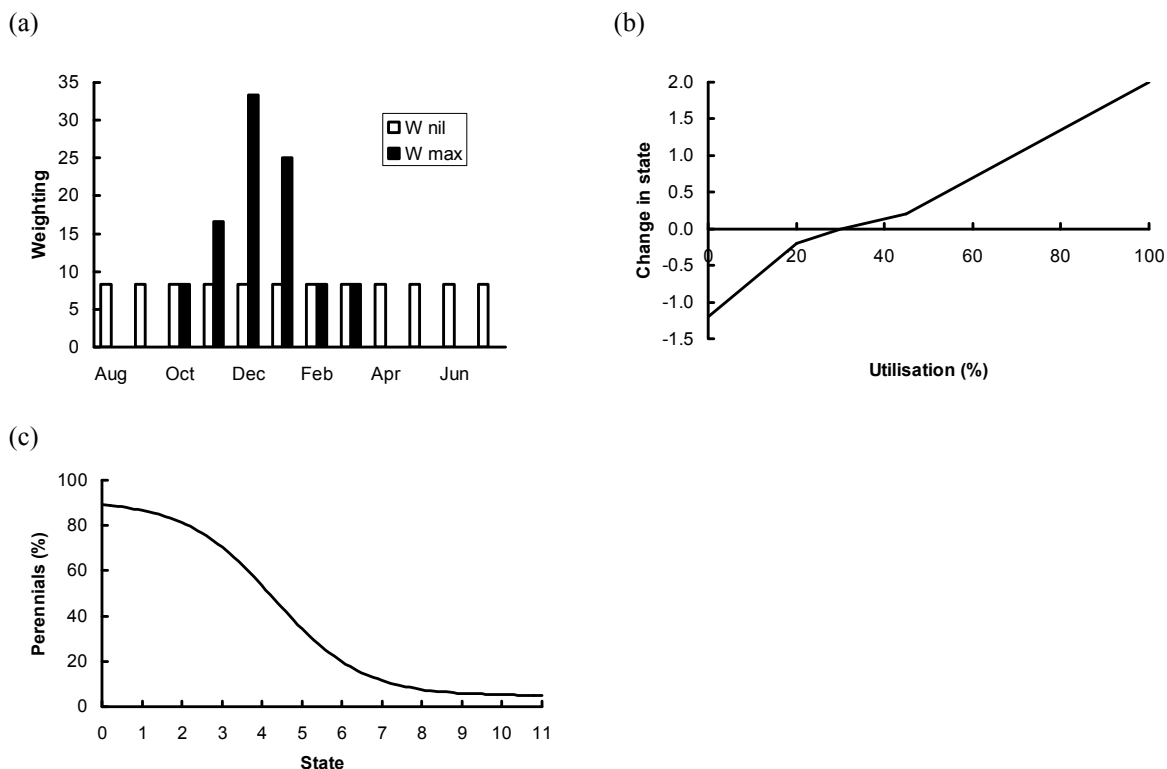 (a)
35
30
25
20
15
10
5
0
Weighting
W nil
W max
Aug Oct Dec Feb Apr Jun
(b)
2.0
1.5
1.0
0.5
0.0
-0.5
-1.0
-1.5
Change in state
0 20 40 60 80 100
Utilisation (%)
(c)
100
80
60
40
20
0
Perennials (%)
0 1 2 3 4 5 6 7 8 9 10 11
State